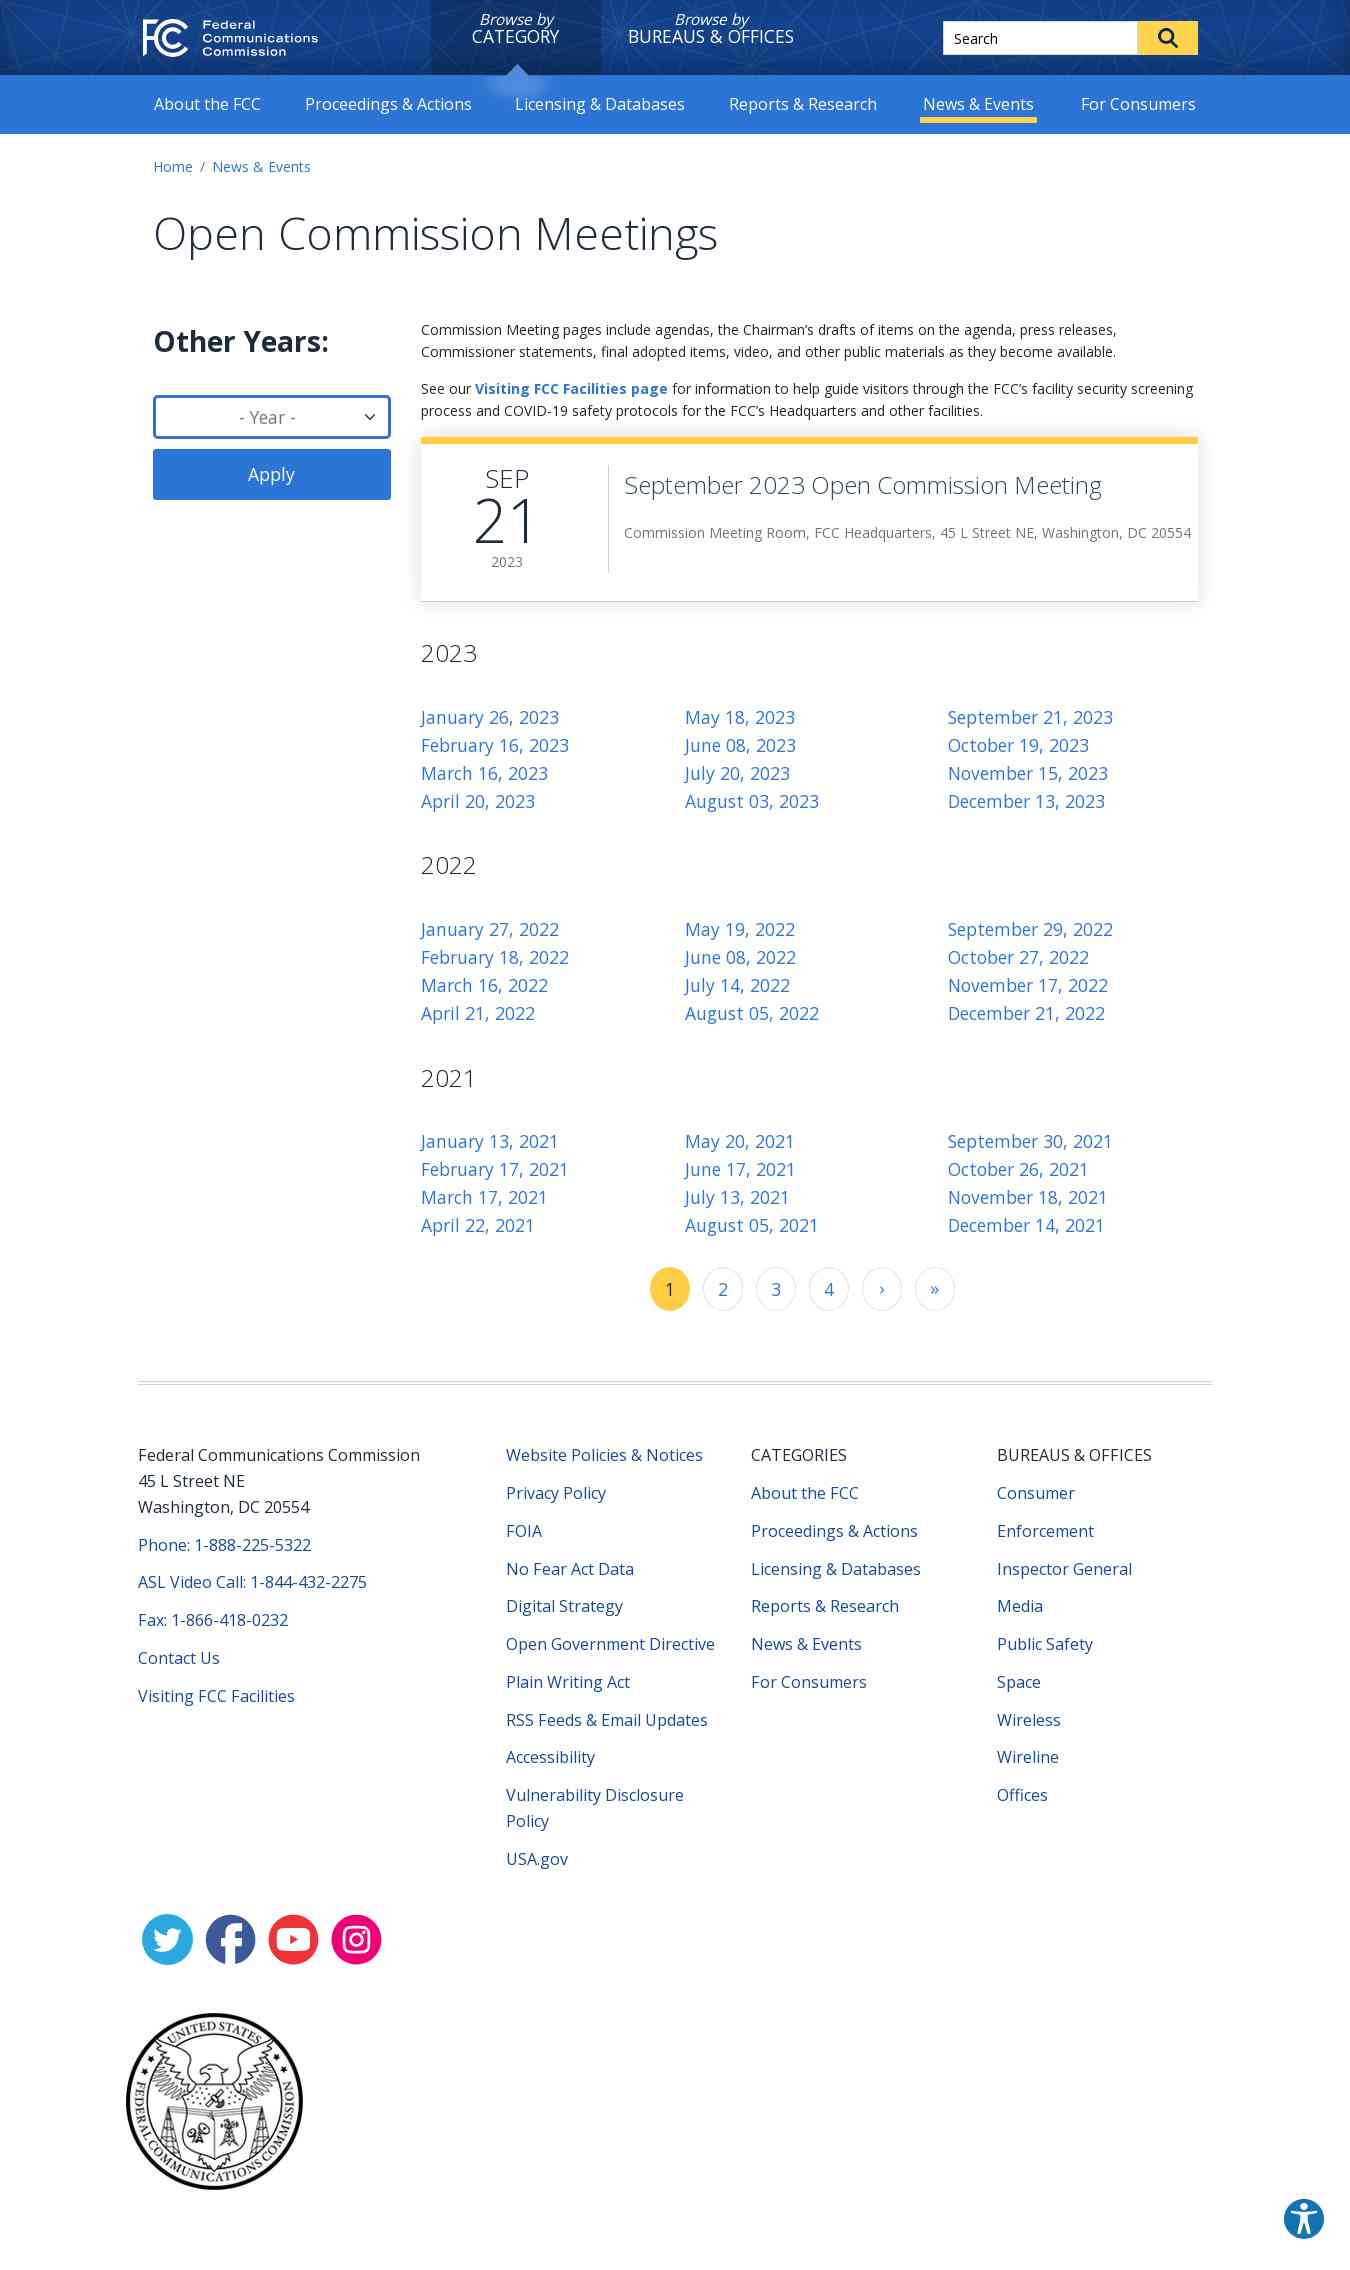 Federal
Communications
Commission
Browse by
CATEGORY
Browse by
BUREAUS & OFFICES
Search
About the FCC
Proceedings & Actions
Licensing & Databases
Reports & Research
News & Events
For Consumers
Home / News & Events
Open Commission Meetings
Other Years:
- Year -
Apply
Commission Meeting pages include agendas, the Chairman’s drafts of items on the agenda, press releases,
Commissioner statements, final adopted items, video, and other public materials as they become available.
See our Visiting FCC Facilities page for information to help guide visitors through the FCC’s facility security screening
process and COVID-19 safety protocols for the FCC’s Headquarters and other facilities.
SEP
21
2023
September 2023 Open Commission Meeting
Commission Meeting Room, FCC Headquarters, 45 L Street NE, Washington, DC 20554
2023
January 26, 2023
February 16, 2023
March 16, 2023
April 20, 2023
May 18, 2023
June 08, 2023
July 20, 2023
August 03, 2023
September 21, 2023
October 19, 2023
November 15, 2023
December 13, 2023
2022
January 27, 2022
February 18, 2022
March 16, 2022
April 21, 2022
May 19, 2022
June 08, 2022
July 14, 2022
August 05, 2022
September 29, 2022
October 27, 2022
November 17, 2022
December 21, 2022
2021
January 13, 2021
February 17, 2021
March 17, 2021
April 22, 2021
May 20, 2021
June 17, 2021
July 13, 2021
August 05, 2021
September 30, 2021
October 26, 2021
November 18, 2021
December 14, 2021
1 2 3 4 › »
Federal Communications Commission
45 L Street NE
Washington, DC 20554
Phone: 1-888-225-5322
ASL Video Call: 1-844-432-2275
Fax: 1-866-418-0232
Contact Us
Visiting FCC Facilities
Website Policies & Notices
Privacy Policy
FOIA
No Fear Act Data
Digital Strategy
Open Government Directive
Plain Writing Act
RSS Feeds & Email Updates
Accessibility
Vulnerability Disclosure
Policy
USA.gov
CATEGORIES
About the FCC
Proceedings & Actions
Licensing & Databases
Reports & Research
News & Events
For Consumers
BUREAUS & OFFICES
Consumer
Enforcement
Inspector General
Media
Public Safety
Space
Wireless
Wireline
Offices
UNITED STATES
FEDERAL COMMUNICATIONS COMMISSION